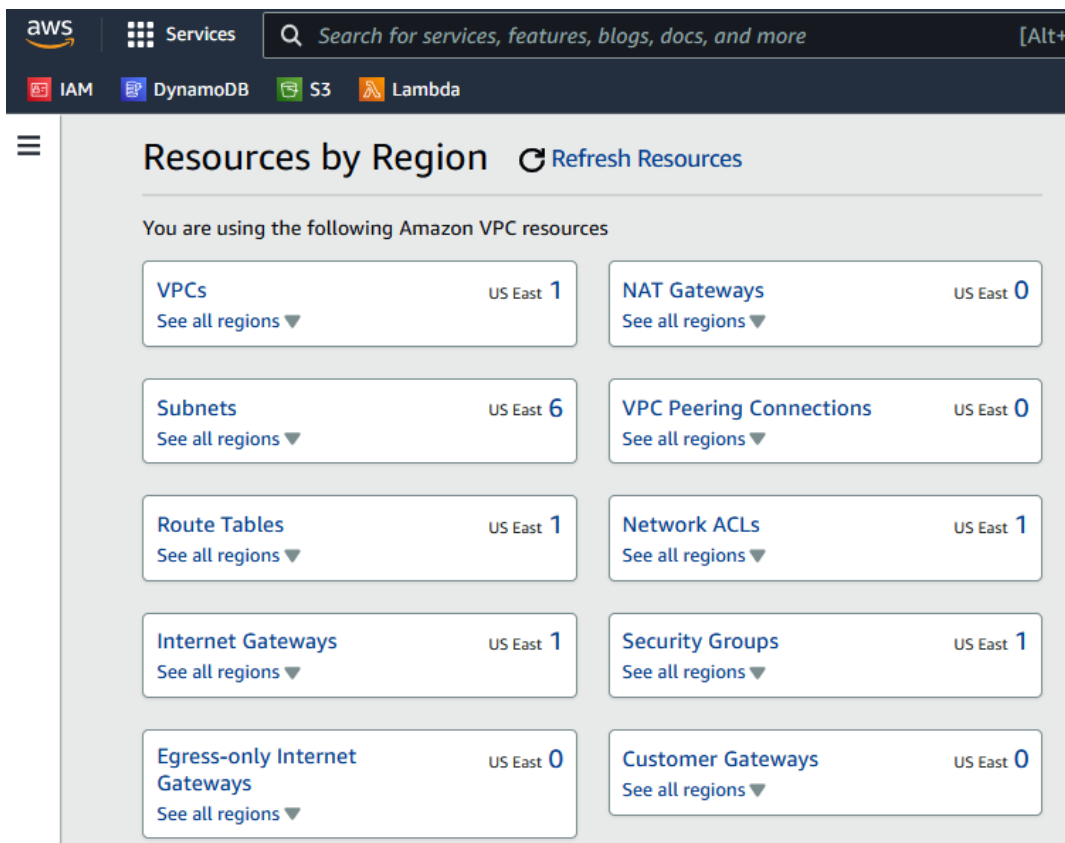 aws
Services
Search for services, features, blogs, docs, and more
[Alt+
IAM
DynamoDB
S3
Lambda
Resources by Region
Refresh Resources
You are using the following Amazon VPC resources
VPCs
US East 1
See all regions
NAT Gateways
US East 0
See all regions
Subnets
US East 6
See all regions
VPC Peering Connections
US East 0
See all regions
Route Tables
US East 1
See all regions
Network ACLs
US East 1
See all regions
Internet Gateways
US East 1
See all regions
Security Groups
US East 1
See all regions
Egress-only Internet
Gateways
US East 0
See all regions
Customer Gateways
US East 0
See all regions